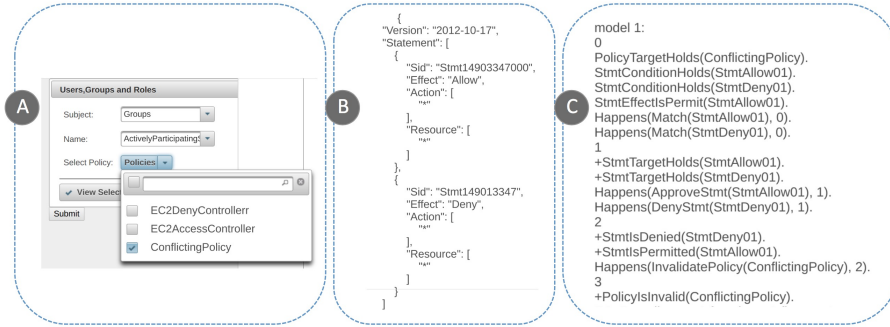 A
Users,Groups and Roles
Subject:
Groups
Name:
ActivelyParticipating
Select Policy:
Policies
View Selec
Submit
EC2DenyControllerr
EC2AccessController
ConflictingPolicy
B
{
"Version": "2012-10-17",
"Statement": [
{
"Sid": "Stmt14903347000",
"Effect": "Allow",
"Action": [
"*"
],
"Resource": [
"*"
]
},
{
"Sid": "Stmt149013347",
"Effect": "Deny",
"Action": [
"*"
],
"Resource": [
"*"
]
}
]
C
model 1:
0
PolicyTargetHolds(ConflictingPolicy).
StmtConditionHolds(StmtAllow01).
StmtConditionHolds(StmtDeny01).
StmtEffectIsPermit(StmtAllow01).
Happens(Match(StmtAllow01), 0).
Happens(Match(StmtDeny01), 0).
1
+StmtTargetHolds(StmtAllow01).
+StmtTargetHolds(StmtDeny01).
Happens(ApproveStmt(StmtAllow01), 1).
Happens(DenyStmt(StmtDeny01), 1).
2
+StmtIsDenied(StmtDeny01).
+StmtIsPermitted(StmtAllow01).
Happens(InvalidatePolicy(ConflictingPolicy), 2).
3
+PolicyIsInvalid(ConflictingPolicy).